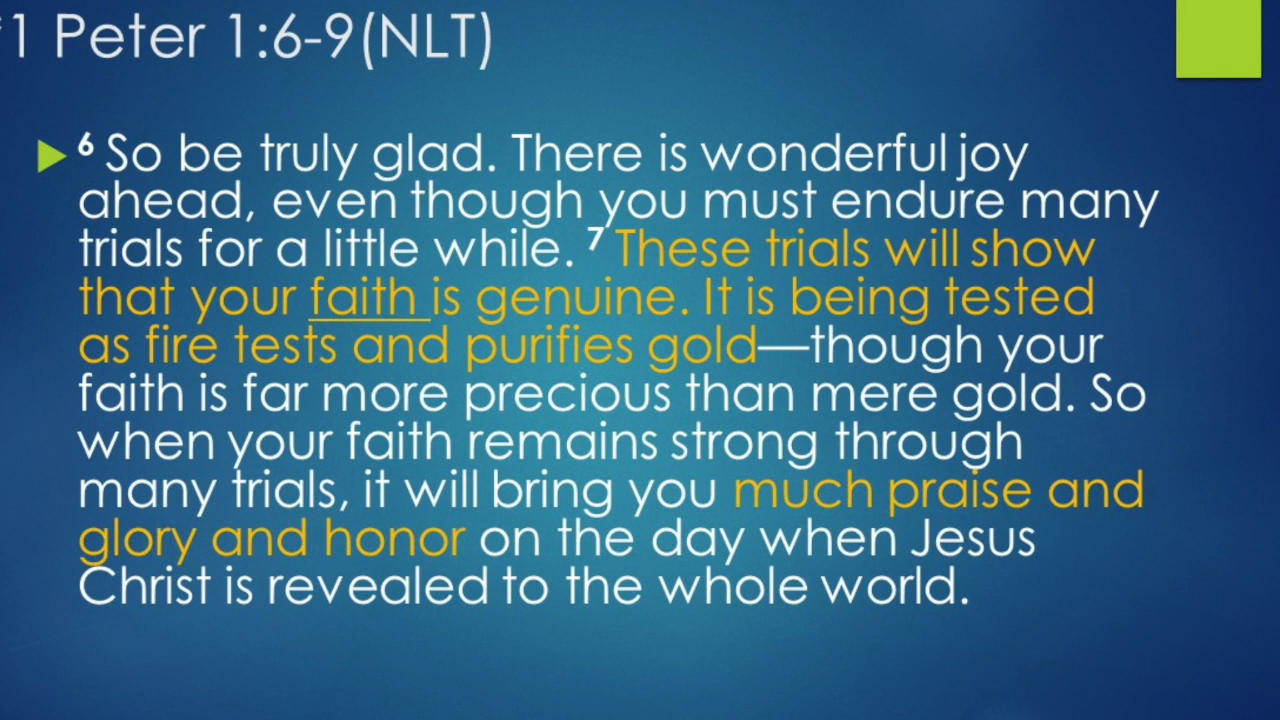 1 Peter 1:6-9(NLT)
6 So be truly glad. There is wonderful joy
ahead, even though you must endure many
trials for a little while. 7 These trials will show
that your faith is genuine. It is being tested
as fire tests and purifies gold—though your
faith is far more precious than mere gold. So
when your faith remains strong through
many trials, it will bring you much praise and
glory and honor on the day when Jesus
Christ is revealed to the whole world.